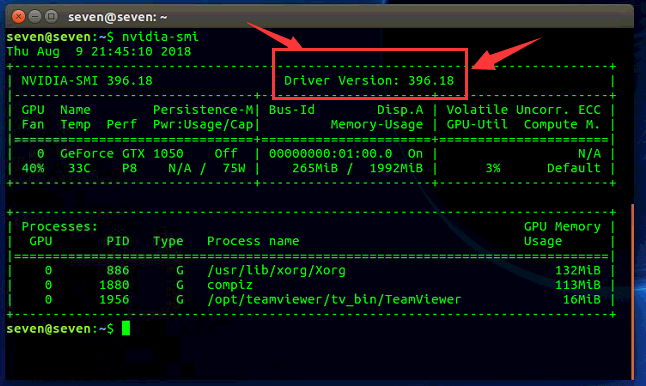 seven@seven: ~
seven@seven:~$ nvidia-smi
Thu Aug  9 21:45:10 2018
+-----------------------------------------------------------------------------+
| NVIDIA-SMI 396.18                 Driver Version: 396.18                    |
|-------------------------------+----------------------+----------------------+
| GPU  Name        Persistence-M| Bus-Id        Disp.A | Volatile Uncorr. ECC |
| Fan  Temp  Perf  Pwr:Usage/Cap|         Memory-Usage | GPU-Util  Compute M. |
|===============================+======================+======================|
|   0  GeForce GTX 1050    Off  | 00000000:01:00.0  On |                  N/A |
| 40%   33C    P8    N/A /  75W |    265MiB /  1992MiB |      3%      Default |
+-------------------------------+----------------------+----------------------+
+-----------------------------------------------------------------------------+
| Processes:                                                       GPU Memory |
|  GPU       PID   Type   Process name                             Usage      |
|=============================================================================|
|    0       886      G   /usr/lib/xorg/Xorg                           132MiB |
|    0      1880      G   compiz                                       113MiB |
|    0      1956      G   /opt/teamviewer/tv_bin/TeamViewer             16MiB |
+-----------------------------------------------------------------------------+
seven@seven:~$